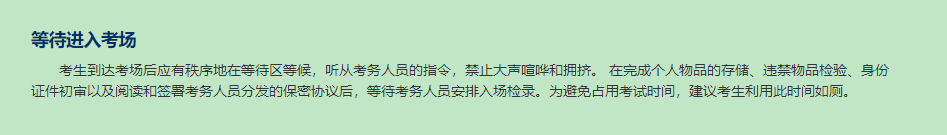 等待进入考场
考生到达考场后应有秩序地在等待区等候，听从考务人员的指令，禁止大声喧哗和拥挤。 在完成个人物品的存储、违禁物品检验、身份
证件初审以及阅读和签署考务人员分发的保密协议后，等待考务人员安排入场检录。为避免占用考试时间，建议考生利用此时间如厕。